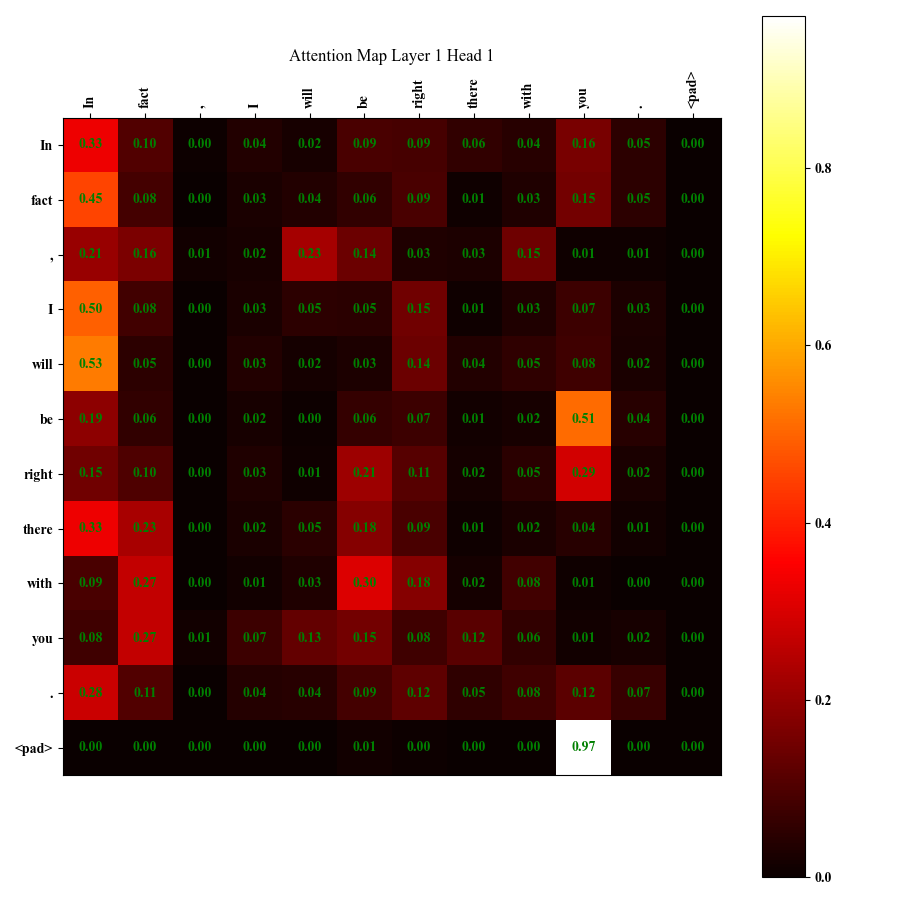 Attention Map Layer 1 Head 1
In fact , I will be right there with you . <pad>
In 0.33 0.10 0.00 0.04 0.02 0.09 0.09 0.06 0.04 0.16 0.05 0.00
fact 0.45 0.08 0.00 0.03 0.04 0.06 0.09 0.01 0.03 0.15 0.05 0.00
, 0.21 0.16 0.01 0.02 0.23 0.14 0.03 0.03 0.15 0.01 0.01 0.00
I 0.50 0.08 0.00 0.03 0.05 0.05 0.15 0.01 0.03 0.07 0.03 0.00
will 0.53 0.05 0.00 0.03 0.02 0.03 0.14 0.04 0.05 0.08 0.02 0.00
be 0.19 0.06 0.00 0.02 0.00 0.06 0.07 0.01 0.02 0.51 0.04 0.00
right 0.15 0.10 0.00 0.03 0.01 0.21 0.11 0.02 0.05 0.29 0.02 0.00
there 0.33 0.23 0.00 0.02 0.05 0.18 0.09 0.01 0.02 0.04 0.01 0.00
with 0.09 0.27 0.00 0.01 0.03 0.30 0.18 0.02 0.08 0.01 0.00 0.00
you 0.08 0.27 0.01 0.07 0.13 0.15 0.08 0.12 0.06 0.01 0.02 0.00
. 0.28 0.11 0.00 0.04 0.04 0.09 0.12 0.05 0.08 0.12 0.07 0.00
<pad> 0.00 0.00 0.00 0.00 0.00 0.01 0.00 0.00 0.00 0.97 0.00 0.00
0.8
0.6
0.4
0.2
0.0